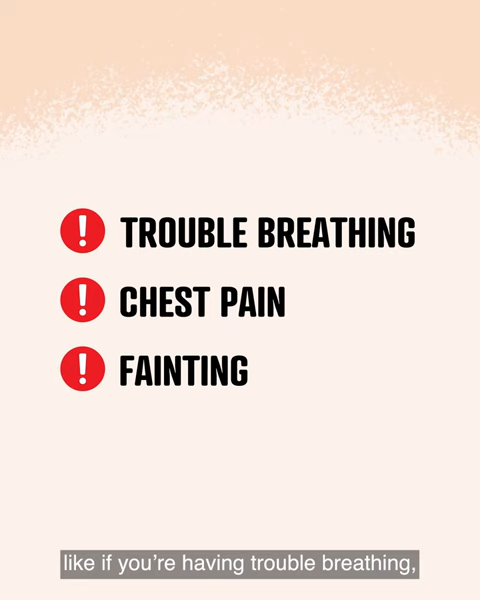 ! TROUBLE BREATHING
! CHEST PAIN
! FAINTING
like if you're having trouble breathing,